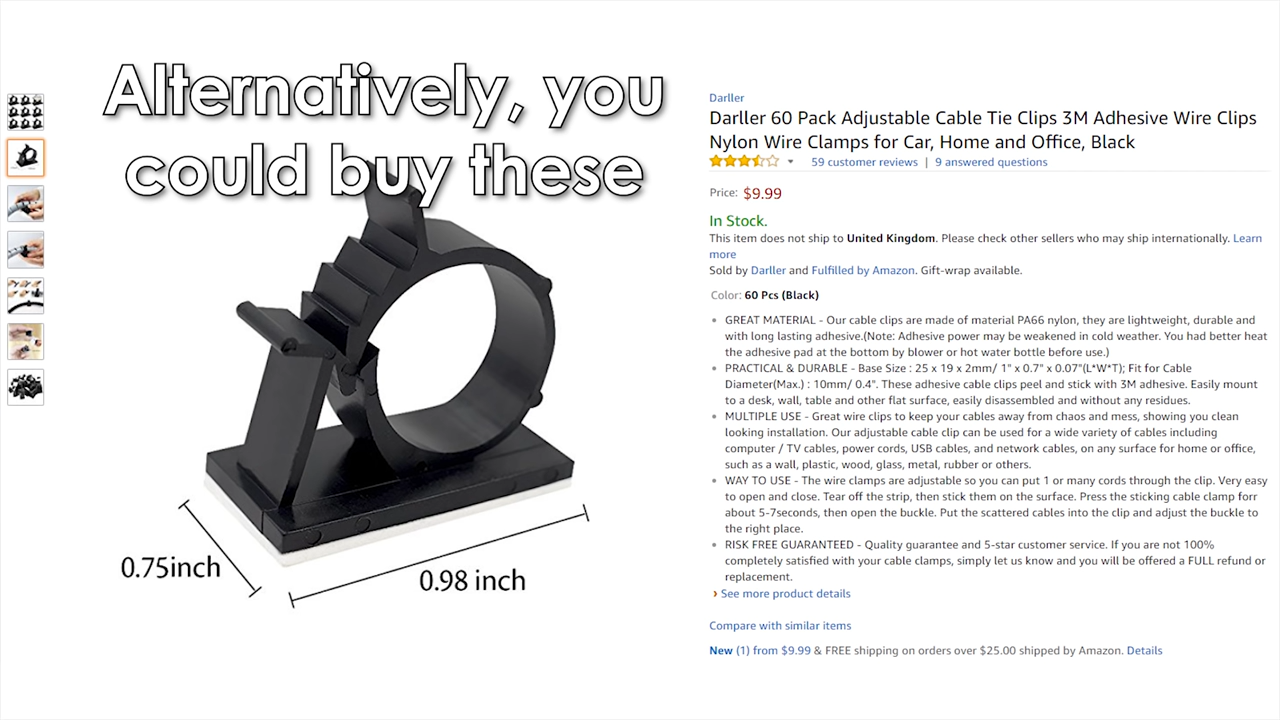 Alternatively, you
could buy these
0.75inch
0.98 inch
Darller
Darller 60 Pack Adjustable Cable Tie Clips 3M Adhesive Wire Clips
Nylon Wire Clamps for Car, Home and Office, Black
59 customer reviews | 9 answered questions
Price: $9.99
In Stock.
This item does not ship to United Kingdom. Please check other sellers who may ship internationally. Learn
more
Sold by Darller and Fulfilled by Amazon. Gift-wrap available.
Color: 60 Pcs (Black)
• GREAT MATERIAL - Our cable clips are made of material PA66 nylon, they are lightweight, durable and
with long lasting adhesive.(Note: Adhesive power may be weakened in cold weather. You had better heat
the adhesive pad at the bottom by blower or hot water bottle before use.)
• PRACTICAL & DURABLE - Base Size : 25 x 19 x 2mm/ 1" x 0.7" x 0.07"(L*W*T); Fit for Cable
Diameter(Max.) : 10mm/ 0.4". These adhesive cable clips peel and stick with 3M adhesive. Easily mount
to a desk, wall, table and other flat surface, easily disassembled and without any residues.
• MULTIPLE USE - Great wire clips to keep your cables away from chaos and mess, showing you clean
looking installation. Our adjustable cable clip can be used for a wide variety of cables including
computer / TV cables, power cords, USB cables, and network cables, on any surface for home or office,
such as a wall, plastic, wood, glass, metal, rubber or others.
• WAY TO USE - The wire clamps are adjustable so you can put 1 or many cords through the clip. Very easy
to open and close. Tear off the strip, then stick them on the surface. Press the sticking cable clamp forr
about 5-7seconds, then open the buckle. Put the scattered cables into the clip and adjust the buckle to
the right place.
• RISK FREE GUARANTEED - Quality guarantee and 5-star customer service. If you are not 100%
completely satisfied with your cable clamps, simply let us know and you will be offered a FULL refund or
replacement.
› See more product details
Compare with similar items
New (1) from $9.99 & FREE shipping on orders over $25.00 shipped by Amazon. Details